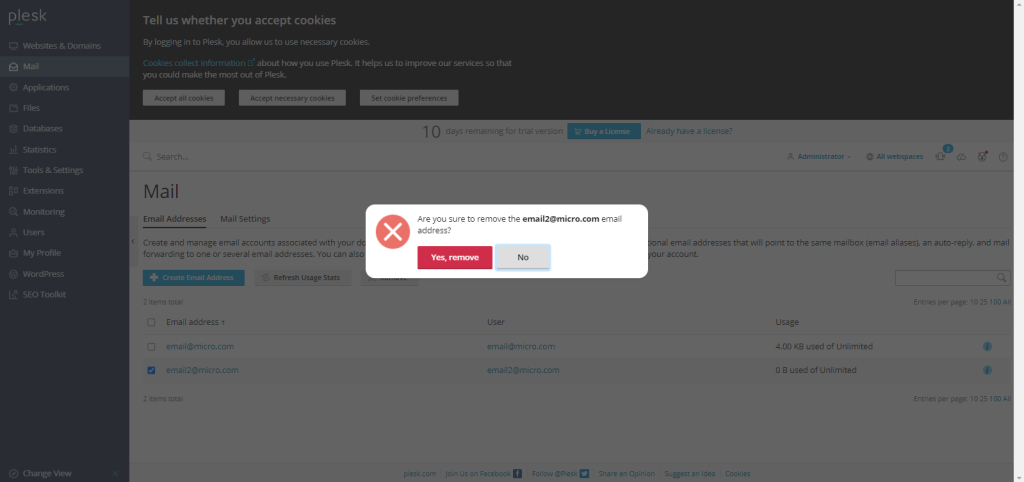 plesk
Websites & Domains
Mail
Applications
Files
Databases
Statistics
Tools & Settings
Extensions
Monitoring
Users
My Profile
WordPress
SEO Toolkit
Change View
Tell us whether you accept cookies
By logging in to Plesk, you allow us to use necessary cookies.
Cookies collect information about how you use Plesk. It helps us to improve our services so that
you could make the most out of Plesk.
Accept all cookies Accept necessary cookies Set cookie preferences
10 days remaining for trial version Buy a License Already have a license?
Search... Administrator All webspaces 2
Mail
Email Addresses Mail Settings
Create and manage email accounts associated with your do onal email addresses that will point to the same mailbox (email aliases), an auto-reply, and mail
forwarding to one or several email addresses. You can also your account.
Are you sure to remove the email2@micro.com email
address?
Yes, remove No
Create Email Address Refresh Usage Stats
2 items total Entries per page: 10 25 100 All
Email address ↑ User Usage
email@micro.com email@micro.com 4.00 KB used of Unlimited
email2@micro.com email2@micro.com 0 B used of Unlimited
2 items total Entries per page: 10 25 100 All
plesk.com Join Us on Facebook Follow @Plesk Share an Opinion Suggest an Idea Cookies